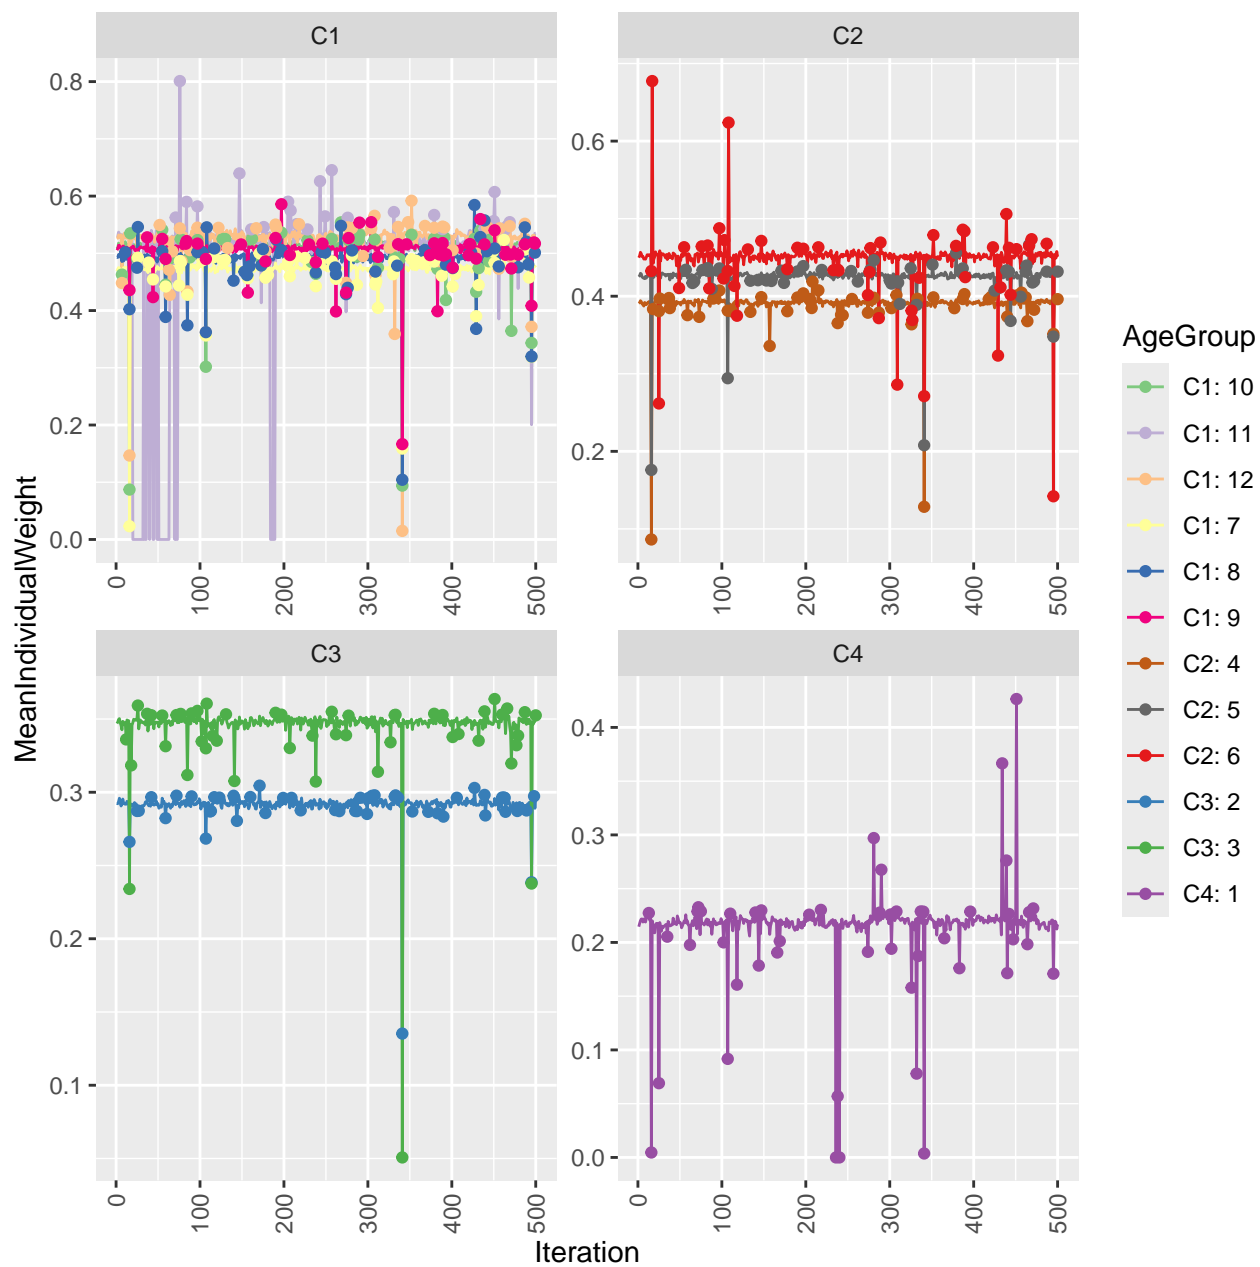 C1
C2
0.8
0.6
0.4
0.2
0.0
0.6
0.4
0.2
0
100
200
300
400
500
0
100
200
300
400
500
C3
C4
0.3
0.2
0.1
0.4
0.3
0.2
0.1
0.0
0
100
200
300
400
500
0
100
200
300
400
500
MeanIndividualWeight
Iteration
AgeGroup
C1: 10
C1: 11
C1: 12
C1: 7
C1: 8
C1: 9
C2: 4
C2: 5
C2: 6
C3: 2
C3: 3
C4: 1